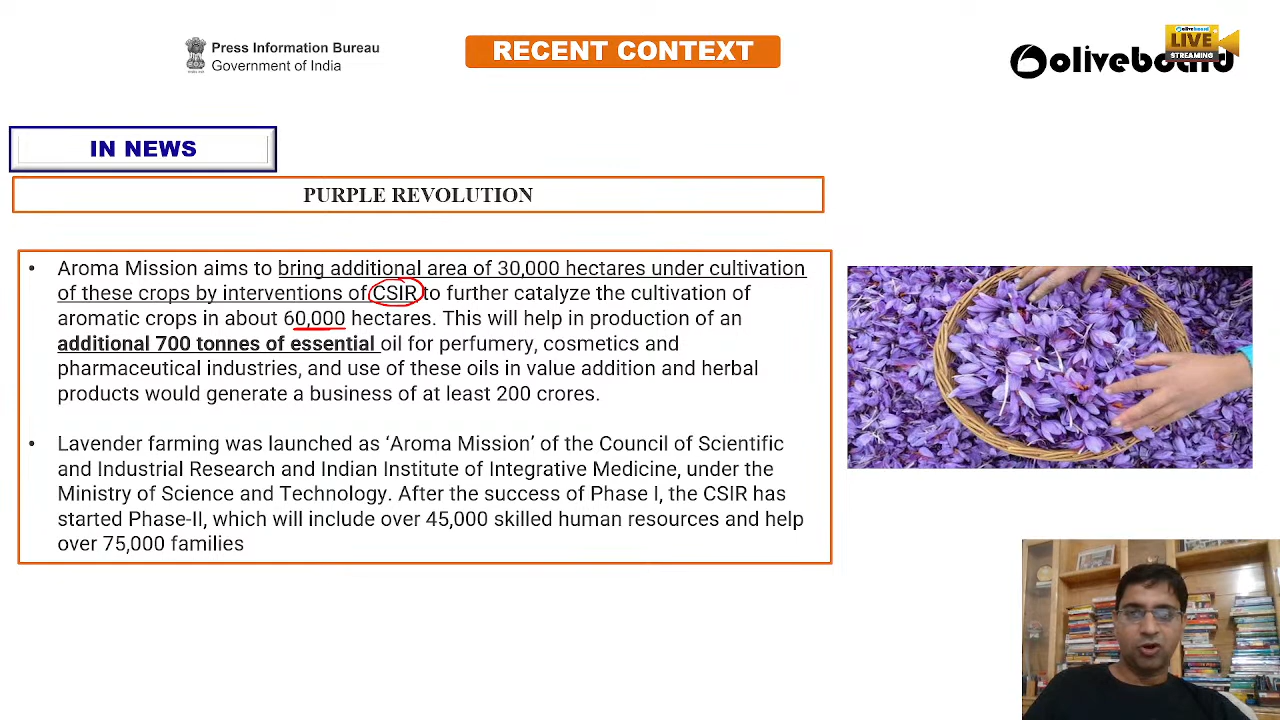 Press Information Bureau
Government of India
RECENT CONTEXT
oliveboard
LIVE
STREAMING
oliveboard
IN NEWS
PURPLE REVOLUTION
• Aroma Mission aims to bring additional area of 30,000 hectares under cultivation
of these crops by interventions of CSIR to further catalyze the cultivation of
aromatic crops in about 60,000 hectares. This will help in production of an
additional 700 tonnes of essential oil for perfumery, cosmetics and
pharmaceutical industries, and use of these oils in value addition and herbal
products would generate a business of at least 200 crores.
• Lavender farming was launched as ‘Aroma Mission’ of the Council of Scientific
and Industrial Research and Indian Institute of Integrative Medicine, under the
Ministry of Science and Technology. After the success of Phase I, the CSIR has
started Phase-II, which will include over 45,000 skilled human resources and help
over 75,000 families